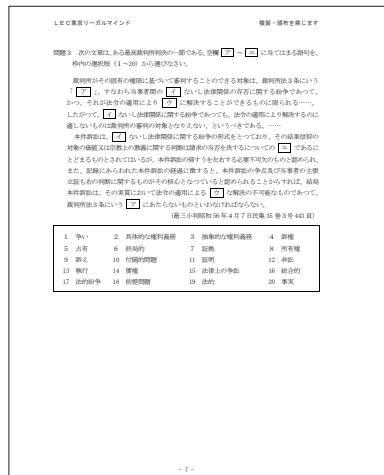 LEC東京リーガルマインド 複製・頒布を禁じます
問題3 次の文章は、ある最高裁判所判決の一節である。空欄 ア ～ エ に当てはまる語句を、
枠内の選択肢(1～20)から選びなさい。
裁判所がその固有の権限に基づいて審判することのできる対象は、裁判所法3条にいう
「 ア 」、すなわち当事者間の イ ないし法律関係の存否に関する紛争であつて、
かつ、それが法令の適用により ウ に解決することができるものに限られる……。
したがつて、 イ ないし法律関係に関する紛争であつても、法令の適用により解決するのに
適しないものは裁判所の審判の対象となりえない、というべきである。……
本件訴訟は、 イ ないし法律関係に関する紛争の形式をとつており、その結果信仰の
対象の価値又は宗教上の教義に関する判断は請求の当否を決するについての エ であるに
とどまるものとされてはいるが、本件訴訟の帰すうを左右する必要不可欠のものと認められ、
また、記録にあらわれた本件訴訟の経過に徴すると、本件訴訟の争点及び当事者の主張
立証も右の判断に関するものがその核心となつていると認められることからすれば、結局
本件訴訟は、その実質において法令の適用による ウ な解決の不可能なものであつて、
裁判所法3条にいう ア にあたらないものといわなければならない。
(最三小判昭和56年4月7日民集35巻3号443頁)
1 争い 2 具体的な権利義務 3 抽象的な権利義務 4 訴権
5 占有 6 終局的 7 証拠 8 所有権
9 訴え 10 付随的問題 11 証明 12 非訟
13 執行 14 債権 15 法律上の争訟 16 総合的
17 法的紛争 18 前提問題 19 法的 20 事実
- 7 -